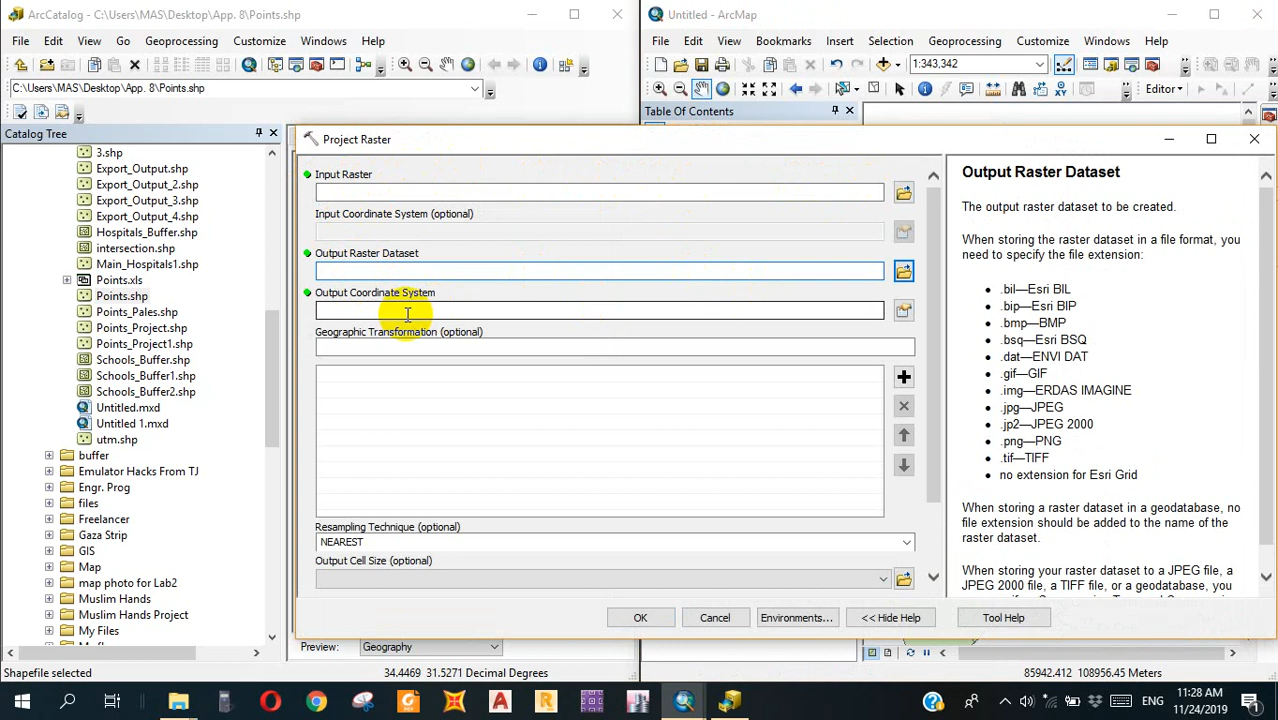 ArcCatalog - C:\Users\MAS\Desktop\App. 8\Points.shp
File Edit View Go Geoprocessing Customize Windows Help
C:\Users\MAS\Desktop\App. 8\Points.shp
Catalog Tree
3.shp
Export_Output.shp
Export_Output_2.shp
Export_Output_3.shp
Export_Output_4.shp
Hospitals_Buffer.shp
intersection.shp
Main_Hospitals1.shp
Points.xls
Points.shp
Points_Pales.shp
Points_Project.shp
Points_Project1.shp
Schools_Buffer.shp
Schools_Buffer1.shp
Schools_Buffer2.shp
Untitled.mxd
Untitled 1.mxd
utm.shp
buffer
Emulator Hacks From TJ
Engr. Prog
files
Freelancer
Gaza Strip
GIS
Map
map photo for Lab2
Muslim Hands
Muslim Hands Project
My Files
Preview: Geography
Shapefile selected
34.4469 31.5271 Decimal Degrees
Untitled - ArcMap
File Edit View Bookmarks Insert Selection Geoprocessing Customize Windows Help
1:343,342
Editor
Table Of Contents
85942.412 108956.45 Meters
Project Raster
Input Raster
Input Coordinate System (optional)
Output Raster Dataset
Output Coordinate System
Geographic Transformation (optional)
Resampling Technique (optional)
NEAREST
Output Cell Size (optional)
OK Cancel Environments... << Hide Help Tool Help
Output Raster Dataset
The output raster dataset to be created.
When storing the raster dataset in a file format, you
need to specify the file extension:
.bil—Esri BIL
.bip—Esri BIP
.bmp—BMP
.bsq—Esri BSQ
.dat—ENVI DAT
.gif—GIF
.img—ERDAS IMAGINE
.jpg—JPEG
.jp2—JPEG 2000
.png—PNG
.tif—TIFF
no extension for Esri Grid
When storing a raster dataset in a geodatabase, no
file extension should be added to the name of the
raster dataset.
When storing your raster dataset to a JPEG file, a
JPEG 2000 file, a TIFF file, or a geodatabase, you
ENG
11:28 AM
11/24/2019